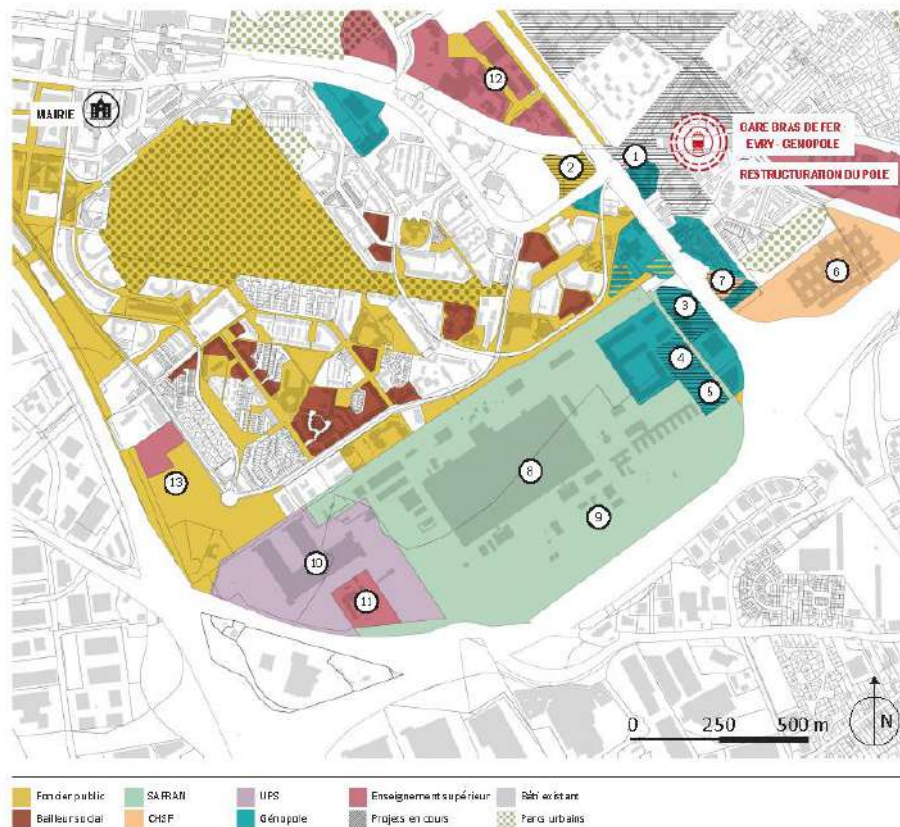 12
MAIRIE
1
GARE BRAS DE FER
EVRY - GENOPOLE
RESTRUCTURATION DU POLE
2
6
7
3
4
5
8
13
9
10
11
0 250 500 m
N
Foncier public SAFRAN UPS Enseignement supérieur Bâti existant
Bailleur social CHSF Génopole Projets en cours Parcs urbains